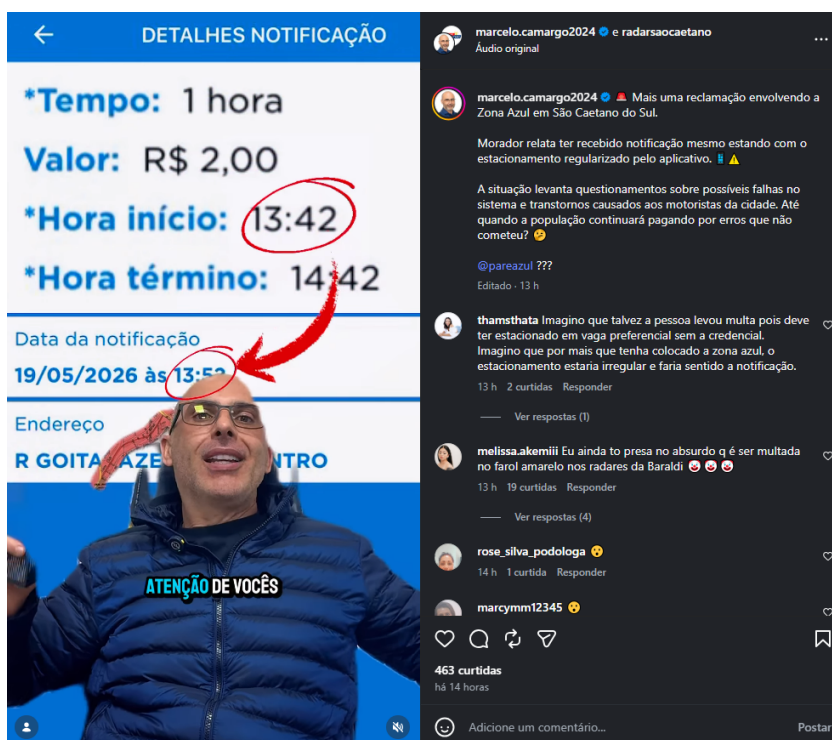 DETALHES NOTIFICAÇÃO
*Tempo: 1 hora
Valor: R$ 2,00
*Hora início: 13:42
*Hora término: 14:42
Data da notificação
19/05/2026 às 13:52
Endereço
R GOITA
ATENÇÃO DE VOCÊS
marcelo.camargo2024 e radarsaocaetano
Áudio original
marcelo.camargo2024 🚨 Mais uma reclamação envolvendo a
Zona Azul em São Caetano do Sul.
Morador relata ter recebido notificação mesmo estando com o
estacionamento regularizado pelo aplicativo. 📱⚠️
A situação levanta questionamentos sobre possíveis falhas no
sistema e transtornos causados aos motoristas da cidade. Até
quando a população continuará pagando por erros que não
cometeu? 🤔
@pareazul ???
Editado · 13 h
thamsthata Imagino que talvez a pessoa levou multa pois deve
ter estacionado em vaga preferencial sem a credencial.
Imagino que por mais que tenha colocado a zona azul, o
estacionamento estaria irregular e faria sentido a notificação.
13 h 2 curtidas Responder
Ver respostas (1)
melissa.akemiii Eu ainda to presa no absurdo q é ser multada
no farol amarelo nos radares da Baraldi 🤡🤡🤡
13 h 19 curtidas Responder
Ver respostas (4)
rose_silva_podologa 😮
14 h 1 curtida Responder
marcymm12345 😮
463 curtidas
há 14 horas
Adicione um comentário...
Postar